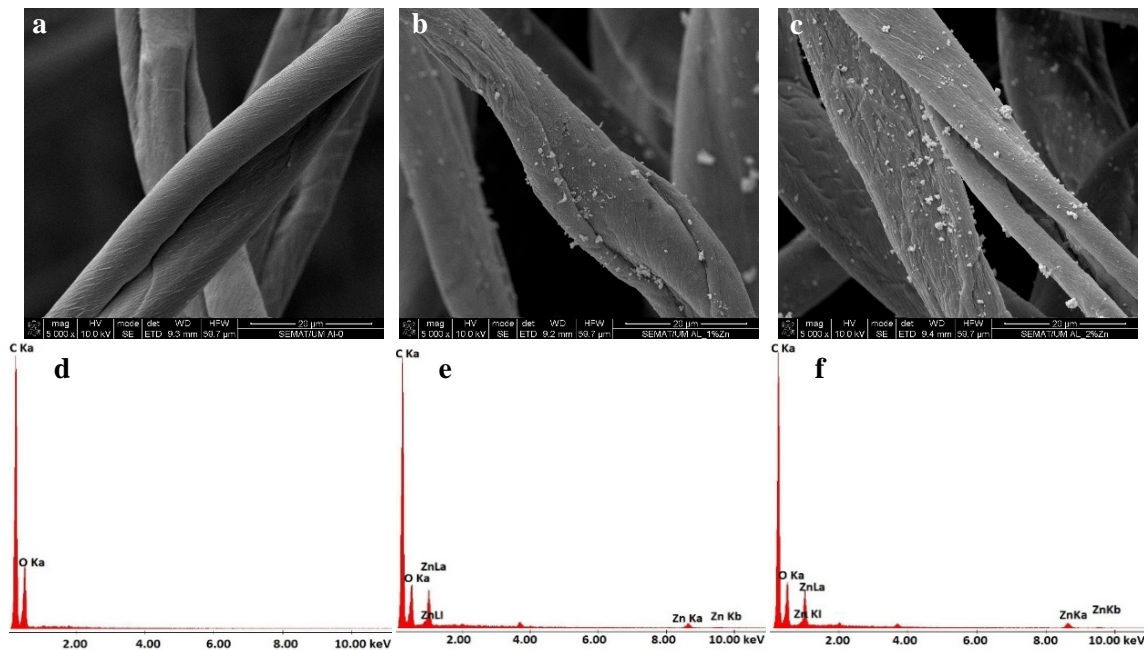 a
b
c
mag HV mode det WD HFW 20 µm
5 000 x 10.0 kV SE ETD 9.3 mm 59.7 µm SEMAT/UM Al-0
mag HV mode det WD HFW 20 µm
5 000 x 10.0 kV SE ETD 9.2 mm 59.7 µm SEMAT/UM AL_1%Zn
mag HV mode det WD HFW 20 µm
5 000 x 10.0 kV SE ETD 9.4 mm 59.7 µm SEMAT/UM AL_2%Zn
d
C Ka
O Ka
2.00 4.00 6.00 8.00 10.00 keV
e
C Ka
ZnLa
O Ka
ZnLl
Zn Ka Zn Kb
2.00 4.00 6.00 8.00 10.00 keV
f
C Ka
O Ka
ZnLa
Zn Kl
ZnKa ZnKb
2.00 4.00 6.00 8.00 10.00 keV